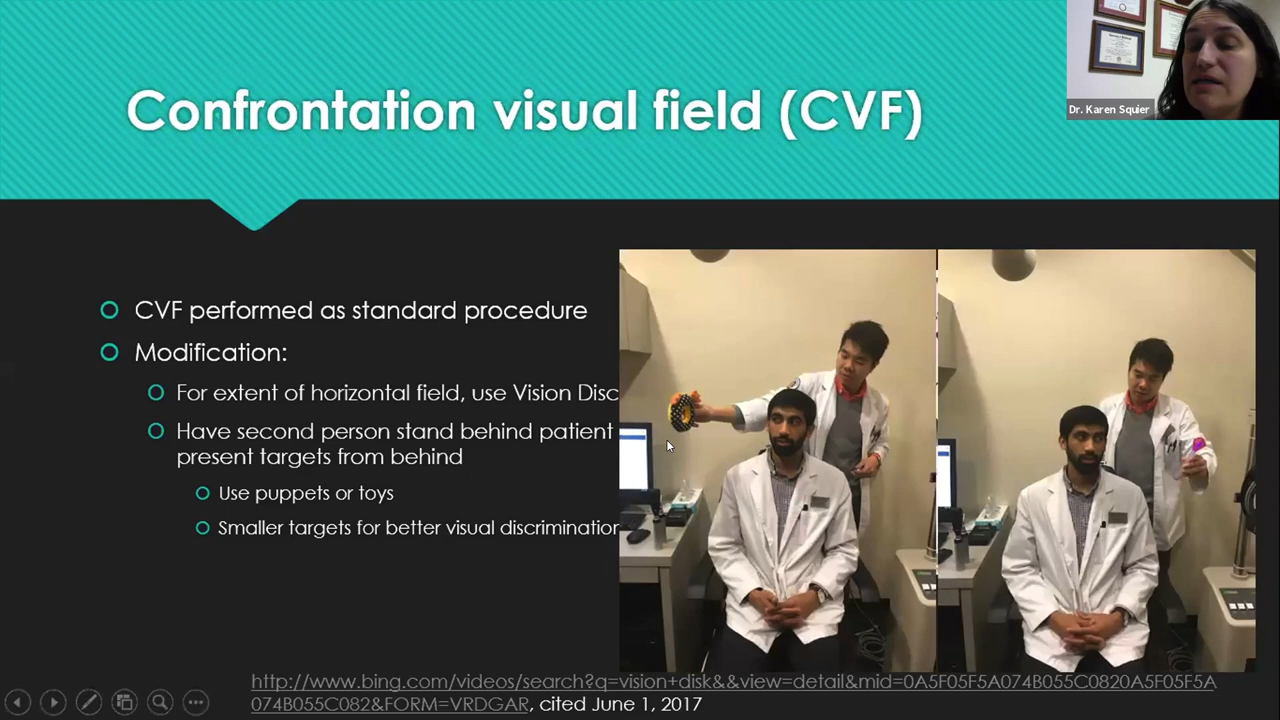 Confrontation visual field (CVF)
Dr. Karen Squier
CVF performed as standard procedure
Modification:
For extent of horizontal field, use Vision Disc
Have second person stand behind patient
present targets from behind
Use puppets or toys
Smaller targets for better visual discrimination
http://www.bing.com/videos/search?q=vision+disk&&view=detail&mid=0A5F05F5A074B055C0820A5F05F5A
074B055C082&FORM=VRDGAR, cited June 1, 2017